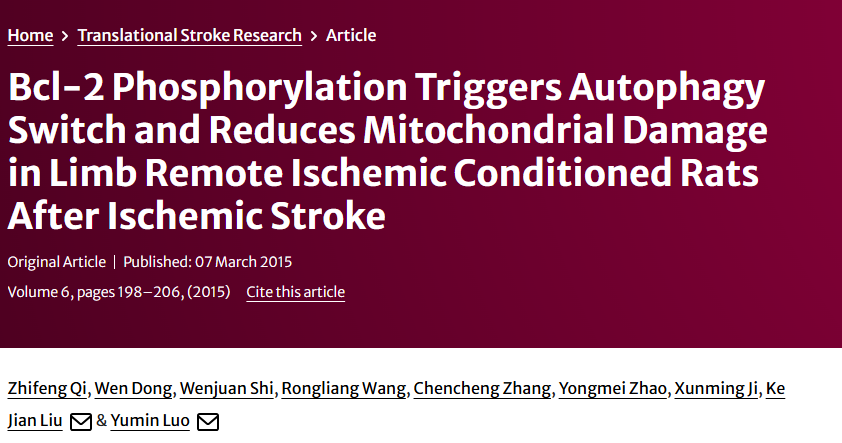 Home > Translational Stroke Research > Article
Bcl-2 Phosphorylation Triggers Autophagy
Switch and Reduces Mitochondrial Damage
in Limb Remote Ischemic Conditioned Rats
After Ischemic Stroke
Original Article | Published: 07 March 2015
Volume 6, pages 198–206, (2015) Cite this article
Zhifeng Qi, Wen Dong, Wenjuan Shi, Rongliang Wang, Chencheng Zhang, Yongmei Zhao, Xunming Ji, Ke
Jian Liu & Yumin Luo